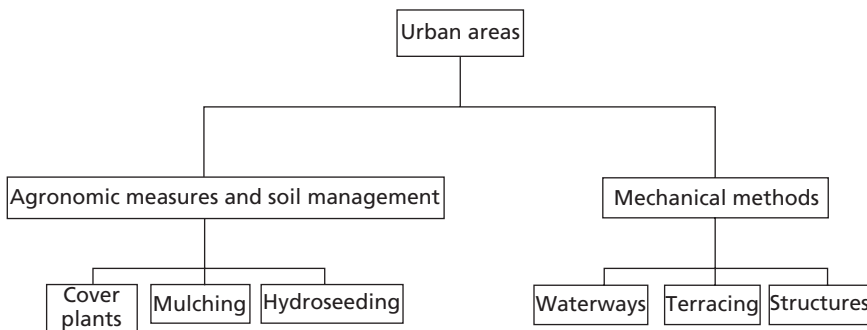 Urban areas
Agronomic measures and soil management
Mechanical methods
Cover
plants
Mulching
Hydroseeding
Waterways
Terracing
Structures